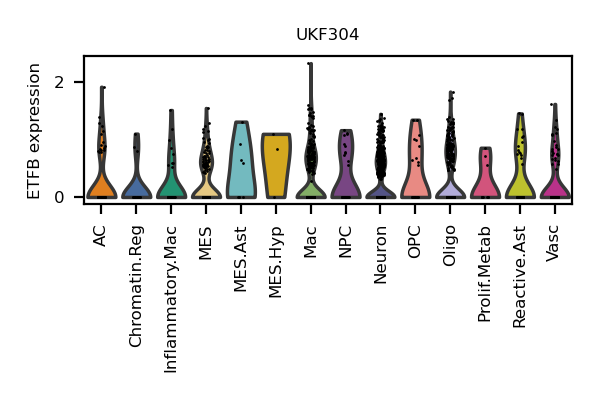 UKF304
ETFB expression
2
0
AC
Chromatin.Reg
Inflammatory.Mac
MES
MES.Ast
MES.Hyp
Mac
NPC
Neuron
OPC
Oligo
Prolif.Metab
Reactive.Ast
Vasc